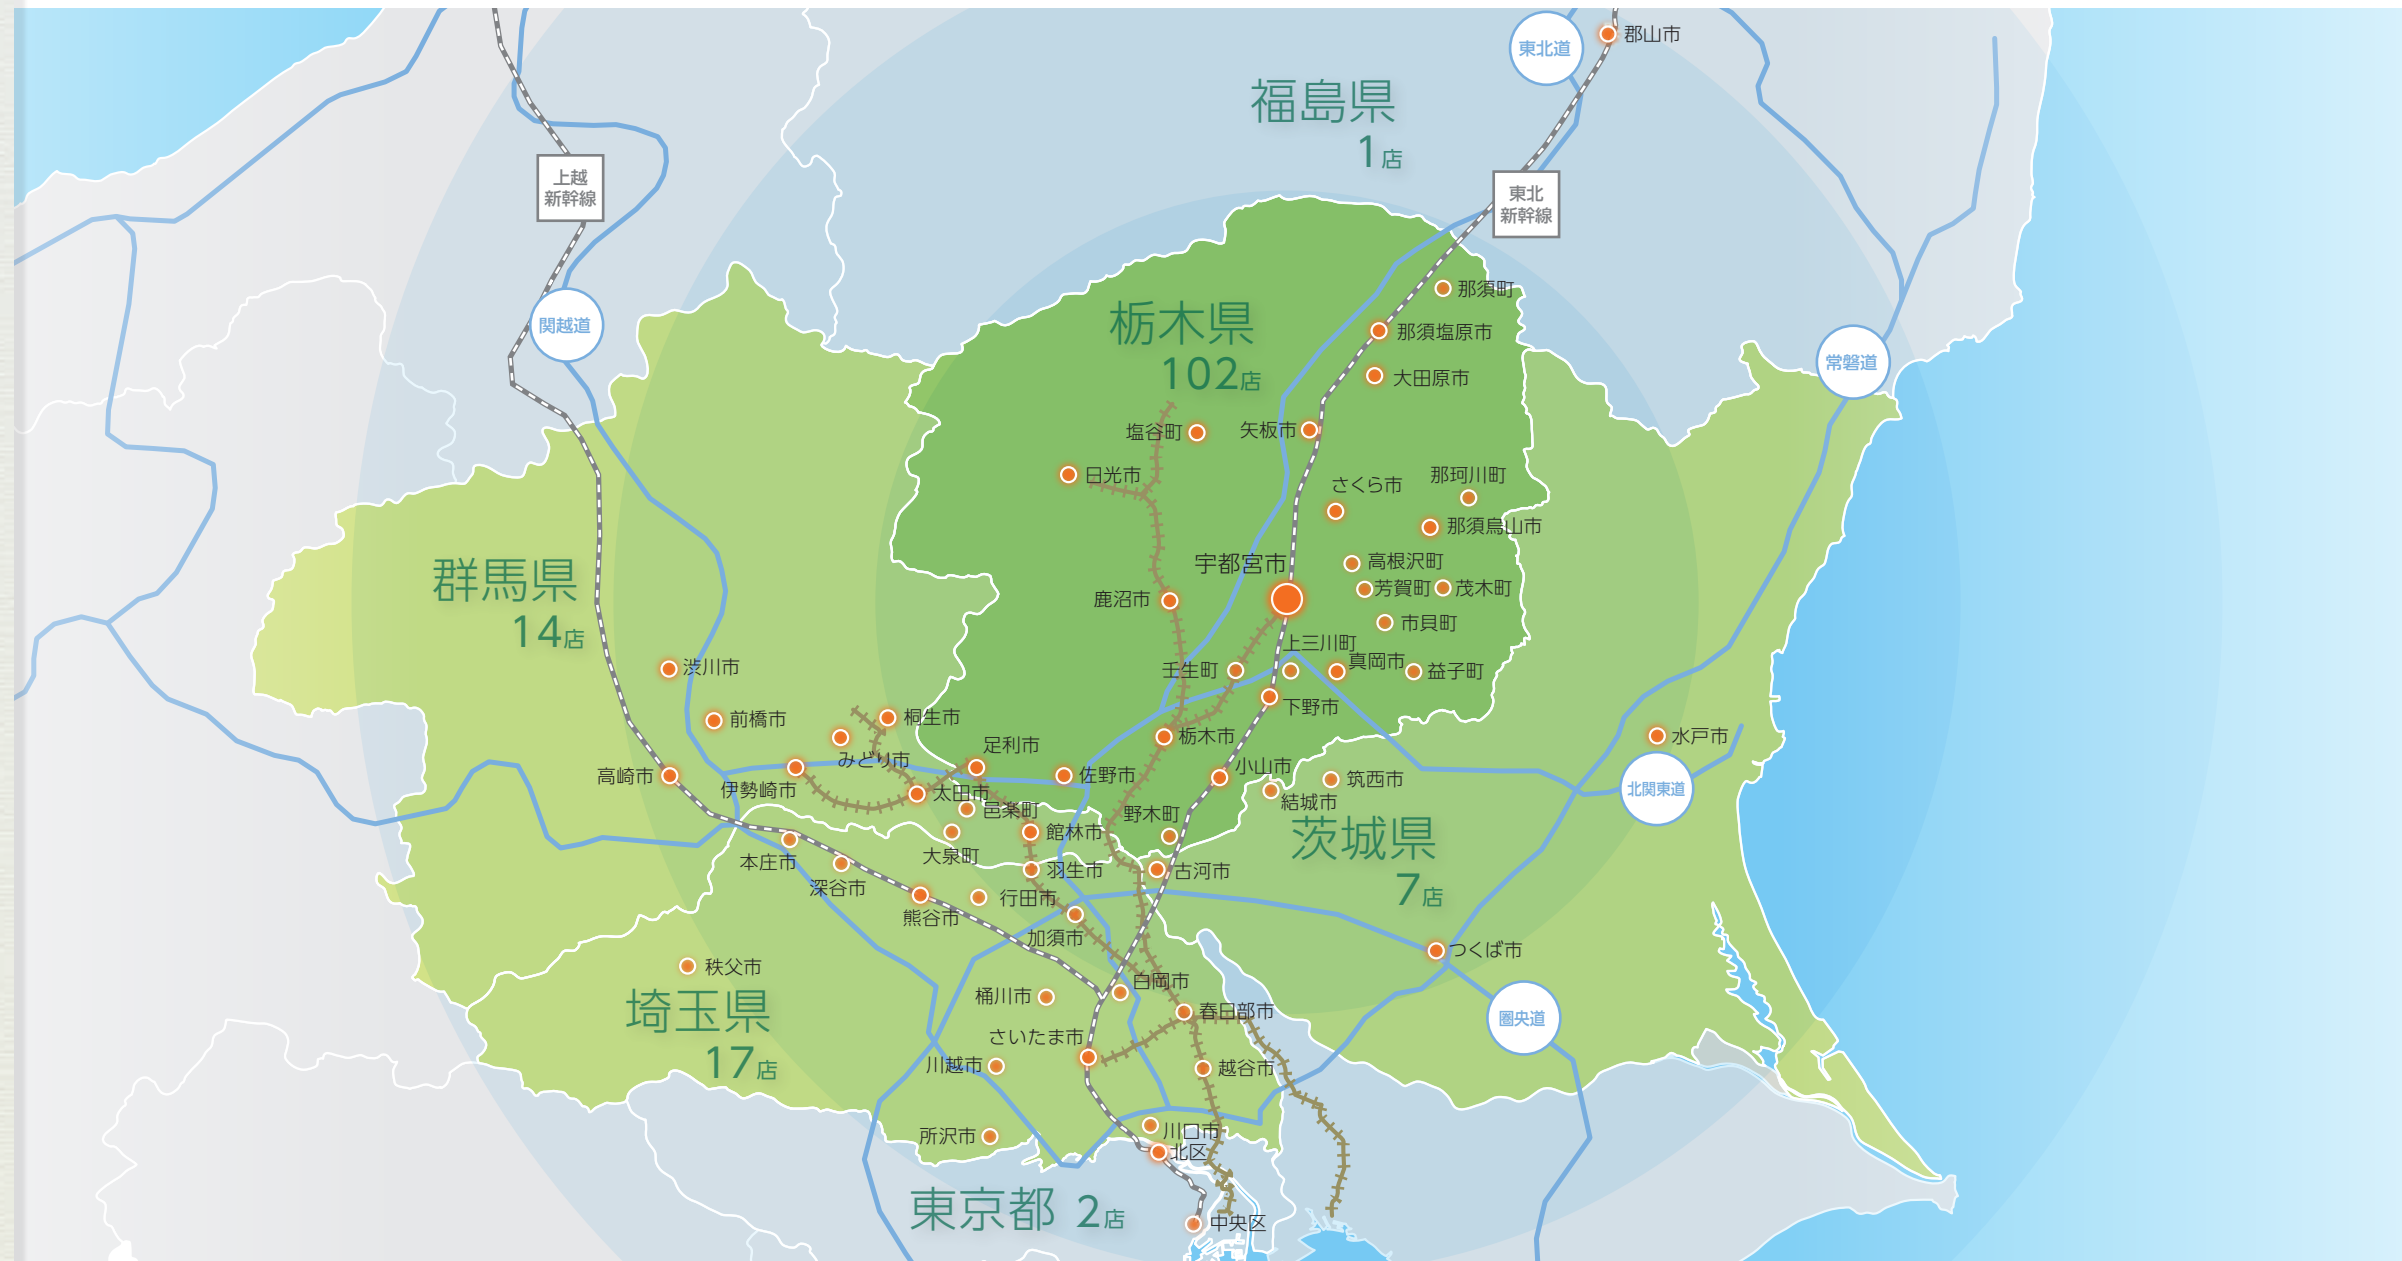 郡山市
東北道
福島県
1店
上越
新幹線
東北
新幹線
那須町
関越道
栃木県
102店
那須塩原市
常磐道
大田原市
塩谷町
矢板市
日光市
さくら市
那珂川町
那須烏山市
宇都宮市
高根沢町
群馬県
14店
芳賀町
茂木町
鹿沼市
市貝町
上三川町
渋川市
壬生町
真岡市
益子町
下野市
前橋市
桐生市
栃木市
水戸市
みどり市
足利市
高崎市
伊勢崎市
佐野市
小山市
筑西市
北関東道
太田市
結城市
邑楽町
野木町
館林市
茨城県
7店
大泉町
本庄市
深谷市
羽生市
古河市
行田市
熊谷市
加須市
つくば市
秩父市
白岡市
桶川市
埼玉県
17店
春日部市
圏央道
さいたま市
川越市
越谷市
所沢市
川口市
北区
東京都 2店
中央区